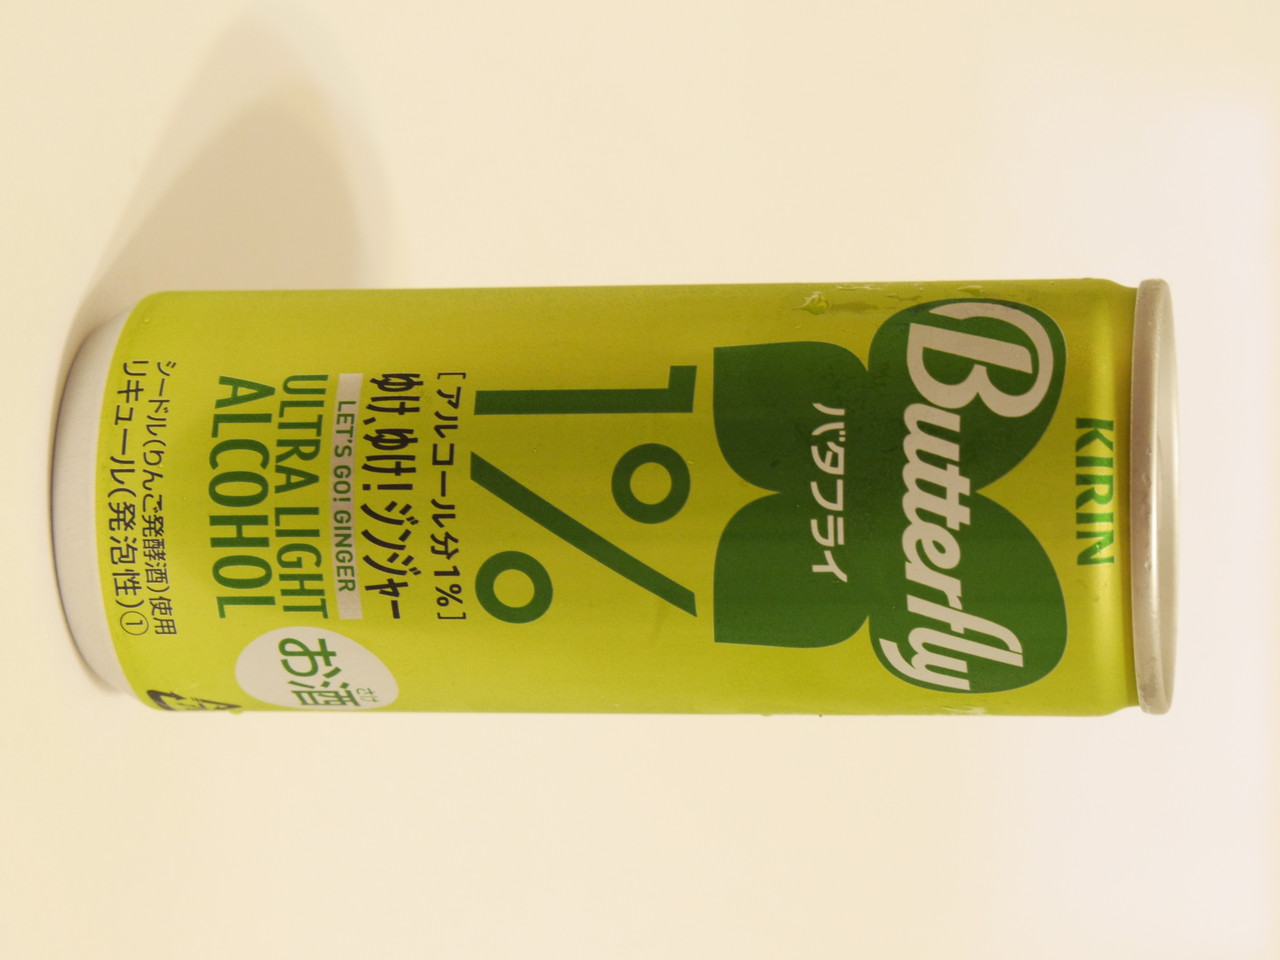 KIRIN
Butterfly
バタフライ
1%
[アルコール分1%]
ゆけ、ゆけ!ジンジャー
LET'S GO! GINGER
ULTRA LIGHT
ALCOHOL
お酒
さけ
シードル(りんご発酵酒)使用
リキュール(発泡性)①